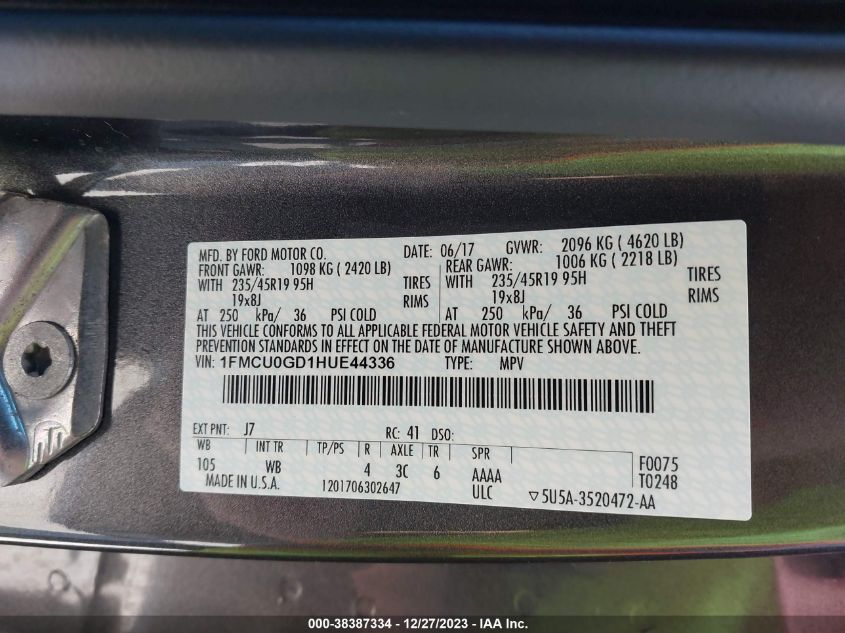 MFD. BY FORD MOTOR CO. DATE: 06/17 GVWR: 2096 KG ( 4620 LB)
FRONT GAWR: 1098 KG ( 2420 LB) REAR GAWR: 1006 KG ( 2218 LB)
WITH 235/45R19 95H TIRES WITH 235/45R19 95H TIRES
19x8J RIMS 19x8J RIMS
AT 250 kPa/ 36 PSI COLD AT 250 kPa/ 36 PSI COLD
THIS VEHICLE CONFORMS TO ALL APPLICABLE FEDERAL MOTOR VEHICLE SAFETY AND THEFT
PREVENTION STANDARDS IN EFFECT ON THE DATE OF MANUFACTURE SHOWN ABOVE.
VIN: 1FMCU0GD1HUE44336 TYPE: MPV
EXT PNT: J7 RC: 41 DSO:
WB INT TR TP/PS R AXLE TR SPR
105 WB 4 3C 6 AAAA F0075
MADE IN U.S.A. 1201706302647 ULC T0248
▽5U5A-3520472-AA
000-38387334 - 12/27/2023 - IAA Inc.